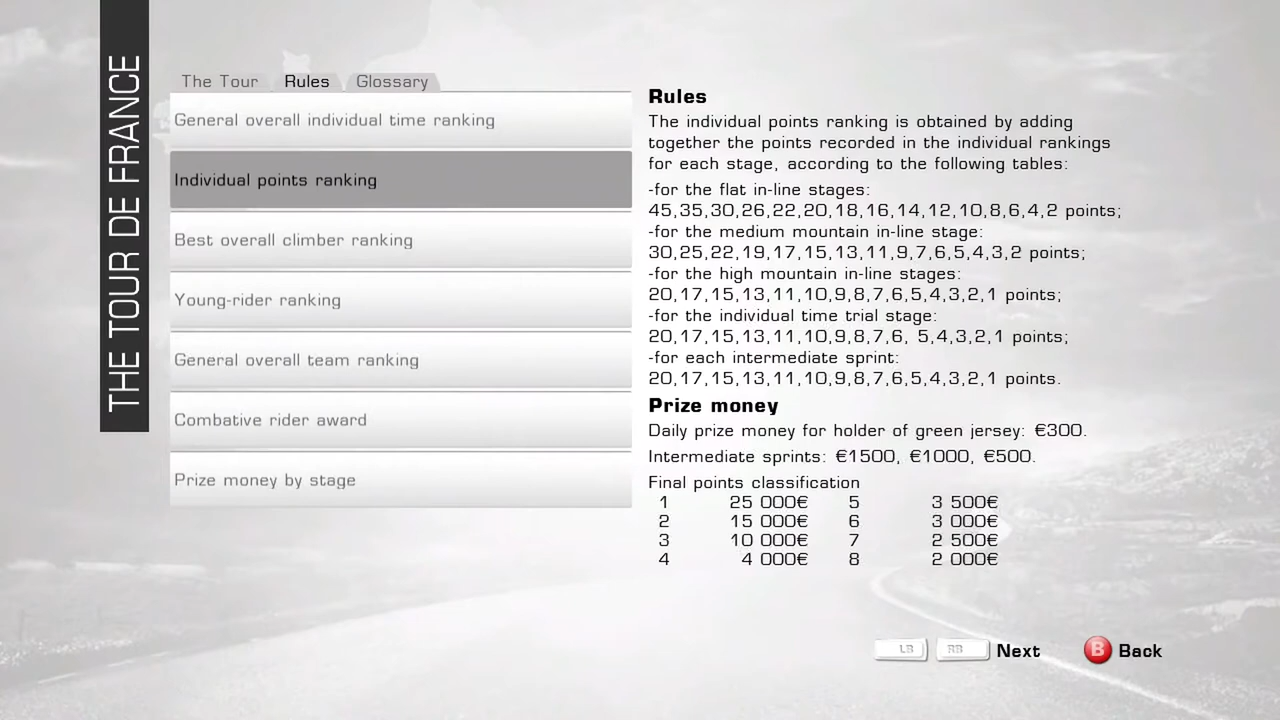 THE TOUR DE FRANCE
The Tour
Rules
Glossary
General overall individual time ranking
Individual points ranking
Best overall climber ranking
Young-rider ranking
General overall team ranking
Combative rider award
Prize money by stage
Rules
The individual points ranking is obtained by adding
together the points recorded in the individual rankings
for each stage, according to the following tables:
-for the flat in-line stages:
45,35,30,26,22,20,18,16,14,12,10,8,6,4,2 points;
-for the medium mountain in-line stage:
30,25,22,19,17,15,13,11,9,7,6,5,4,3,2 points;
-for the high mountain in-line stages:
20,17,15,13,11,10,9,8,7,6,5,4,3,2,1 points;
-for the individual time trial stage:
20,17,15,13,11,10,9,8,7,6, 5,4,3,2,1 points;
-for each intermediate sprint:
20,17,15,13,11,10,9,8,7,6,5,4,3,2,1 points.
Prize money
Daily prize money for holder of green jersey: €300.
Intermediate sprints: €1500, €1000, €500.
Final points classification
1 25 000€ 5 3 500€
2 15 000€ 6 3 000€
3 10 000€ 7 2 500€
4 4 000€ 8 2 000€
LB RB Next B Back